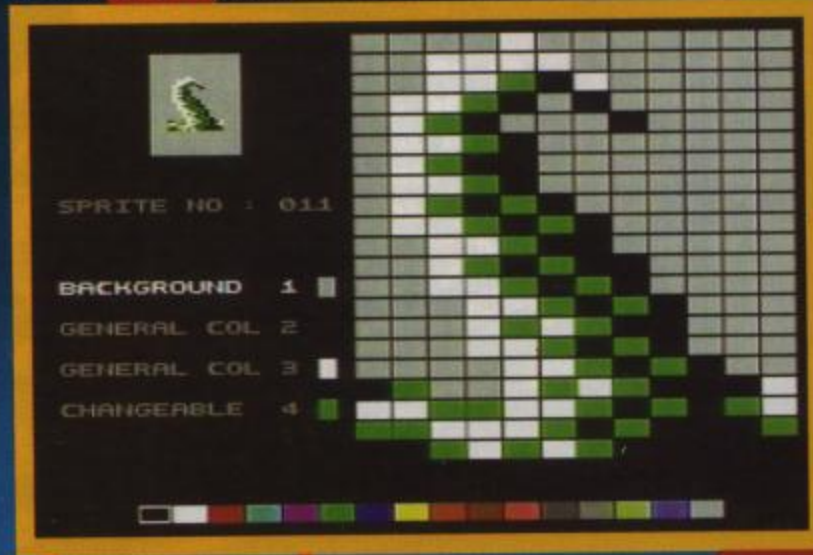 SPRITE NO : 011
BACKGROUND 1
GENERAL COL 2
GENERAL COL 3
CHANGEABLE 4